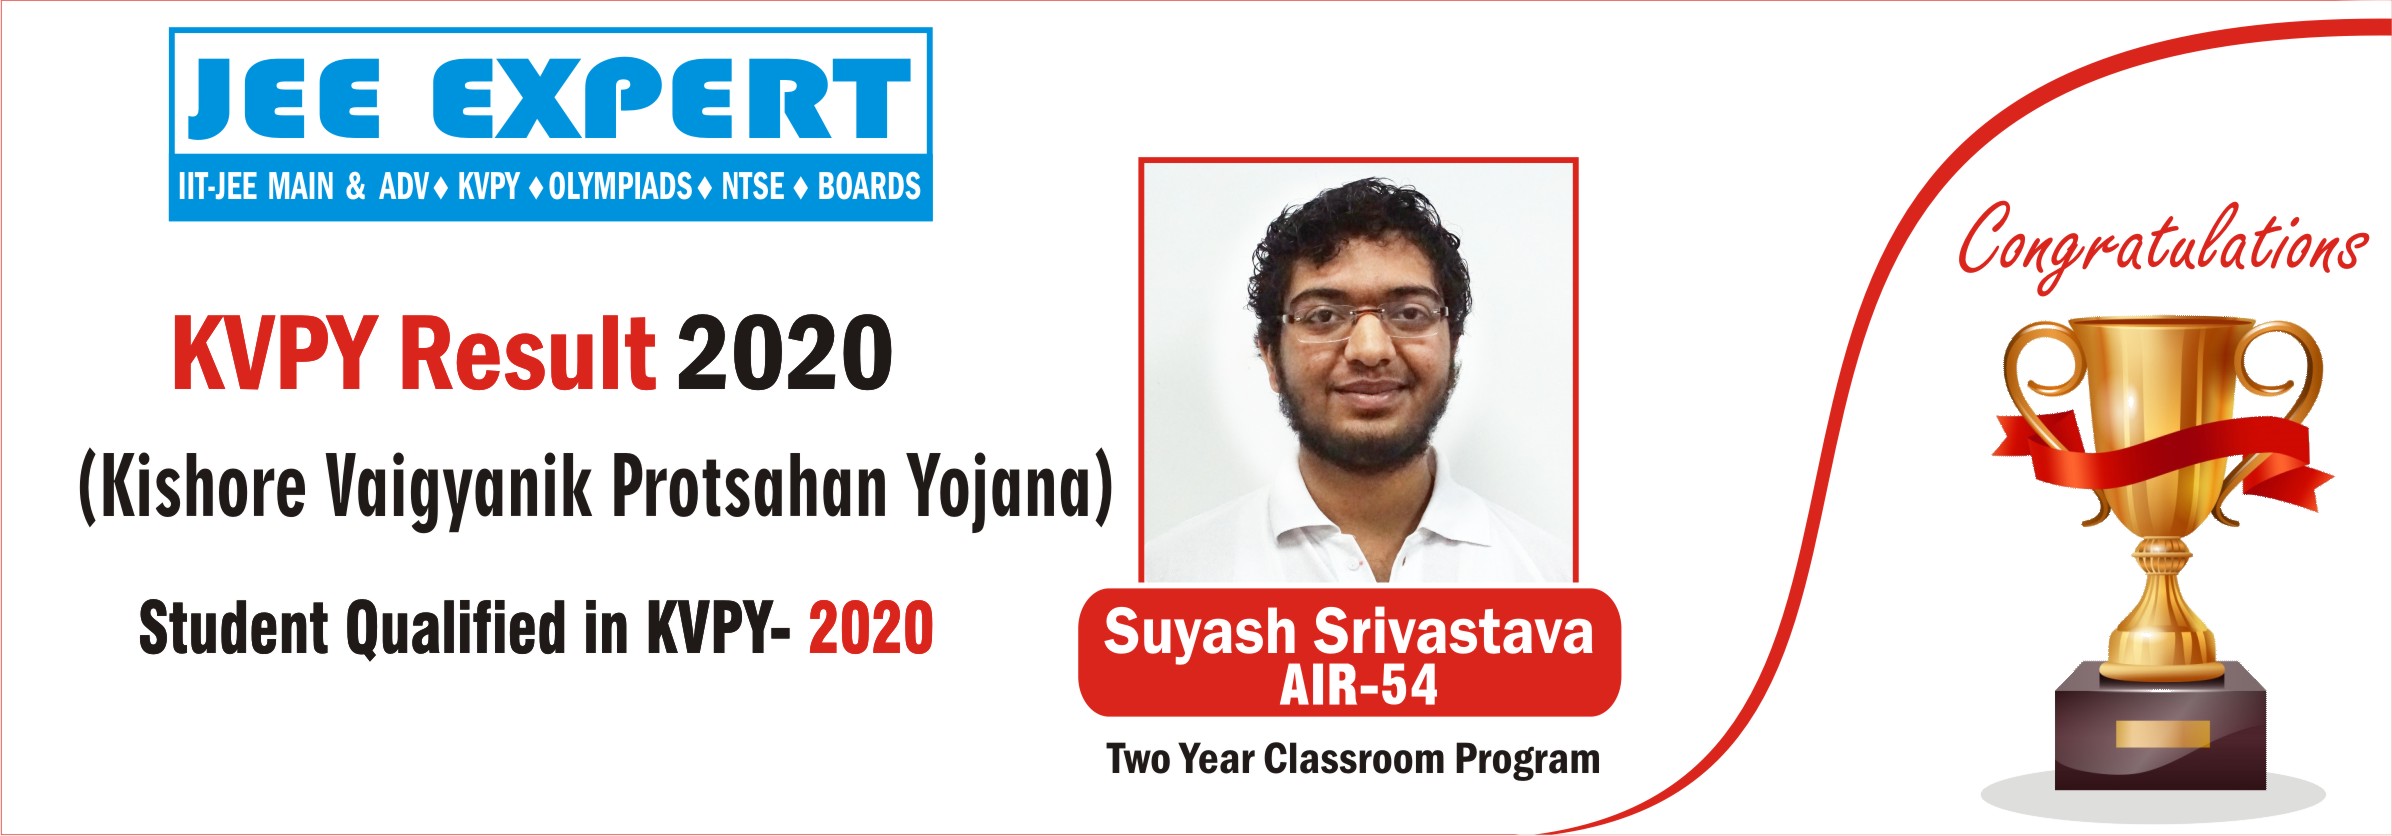 JEE EXPERT
IIT-JEE MAIN & ADV♦ KVPY ♦OLYMPIADS♦ NTSE ♦ BOARDS
KVPY Result 2020
(Kishore Vaigyanik Protsahan Yojana)
Student Qualified in KVPY- 2020
Suyash Srivastava
AIR-54
Two Year Classroom Program
Congratulations